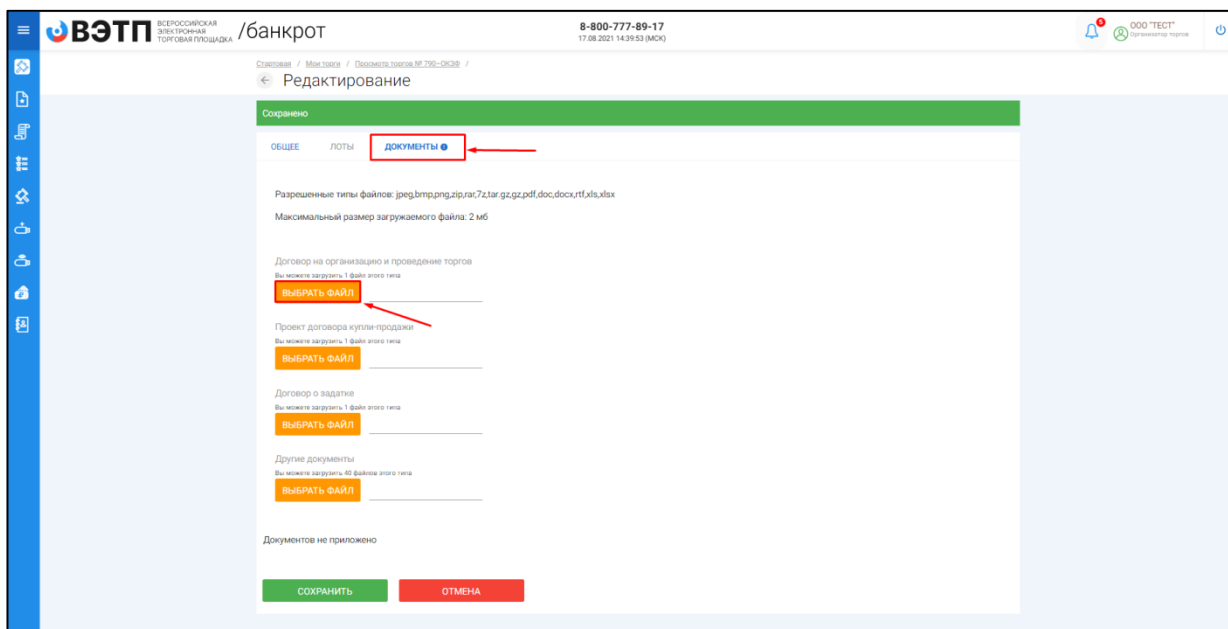 ВЭТП
ВСЕРОССИЙСКАЯ
ЭЛЕКТРОННАЯ
ТОРГОВАЯ ПЛОЩАДКА
/банкрот
8-800-777-89-17
17.08.2021 14:39:53 (МСК)
5
ООО "ТЕСТ"
Организатор торгов
Стартовая / Мои торги / Просмотр торгов № 790-ОКЗФ /
Редактирование
Сохранено
ОБЩЕЕ ЛОТЫ ДОКУМЕНТЫ
Разрешенные типы файлов: jpeg,bmp,png,zip,rar,7z,tar.gz,gz,pdf,doc,docx,rtf,xls,xlsx
Максимальный размер загружаемого файла: 2 мб
Договор на организацию и проведение торгов
Вы можете загрузить 1 файл этого типа
ВЫБРАТЬ ФАЙЛ
Проект договора купли-продажи
Вы можете загрузить 1 файл этого типа
ВЫБРАТЬ ФАЙЛ
Договор о задатке
Вы можете загрузить 1 файл этого типа
ВЫБРАТЬ ФАЙЛ
Другие документы
Вы можете загрузить 40 файлов этого типа
ВЫБРАТЬ ФАЙЛ
Документов не приложено
СОХРАНИТЬ ОТМЕНА